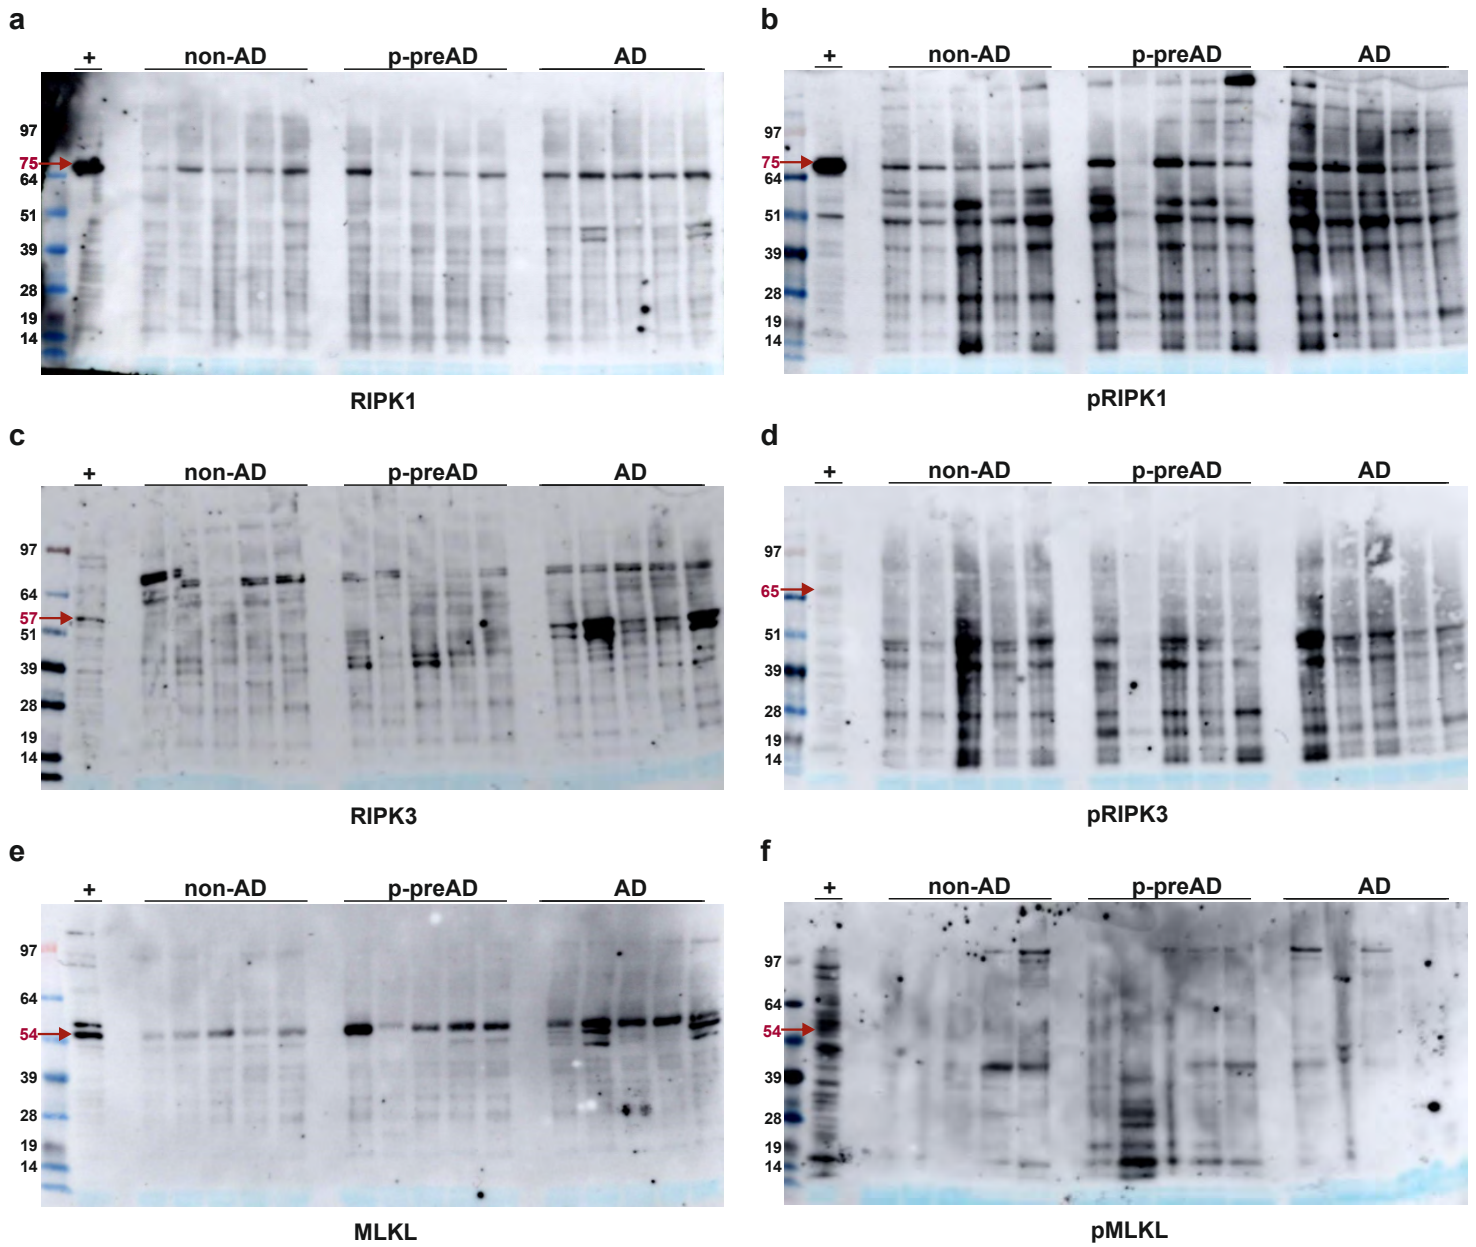 a
+ non-AD p-preAD AD
97
75
64
51
39
28
19
14
RIPK1
b
+ non-AD p-preAD AD
97
75
64
51
39
28
19
14
pRIPK1
c
+ non-AD p-preAD AD
97
64
57
51
39
28
19
14
RIPK3
d
+ non-AD p-preAD AD
97
65
51
39
28
19
14
pRIPK3
e
+ non-AD p-preAD AD
97
64
54
39
28
19
14
MLKL
f
+ non-AD p-preAD AD
97
64
54
39
28
19
14
pMLKL